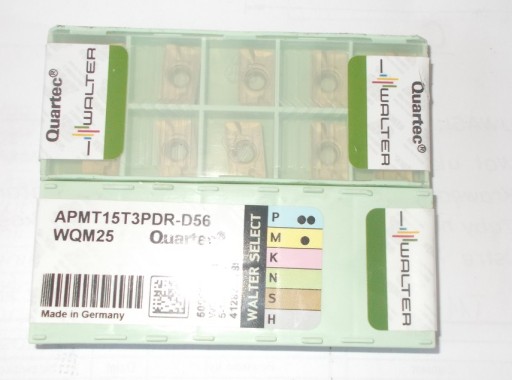 Quartec®
WALTER
Quartec®
WALTER
APMT15T3PDR-D56
WQM25
Quartec®
Made in Germany
WALTER SELECT
P
M
K
N
S
H
WALTER